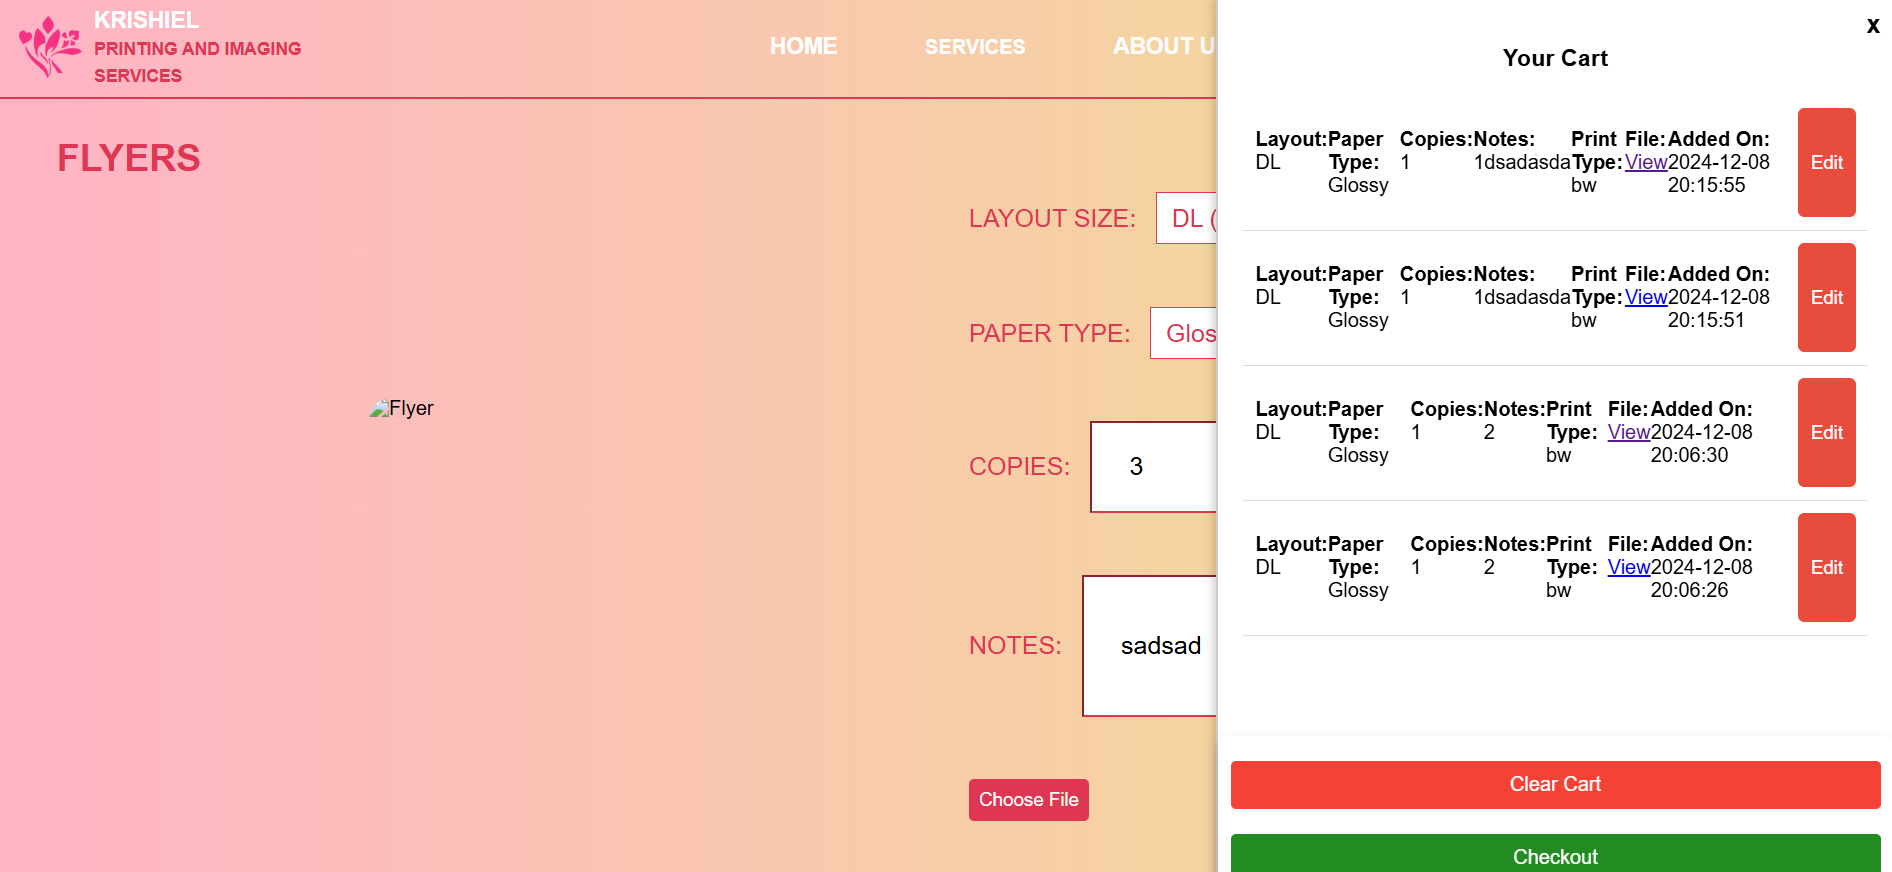 KRISHIEL
PRINTING AND IMAGING
SERVICES
HOME
SERVICES
ABOUT U
FLYERS
Flyer
LAYOUT SIZE:
DL (
PAPER TYPE:
Glos
COPIES:
3
NOTES:
sadsad
Choose File
x
Your Cart
Layout: Paper Copies: Notes: Print File: Added On:
DL Type: 1 1dsadasda Type: View 2024-12-08
Glossy bw 20:15:55
Edit
Layout: Paper Copies: Notes: Print File: Added On:
DL Type: 1 1dsadasda Type: View 2024-12-08
Glossy bw 20:15:51
Edit
Layout: Paper Copies: Notes: Print File: Added On:
DL Type: 1 2 Type: View 2024-12-08
Glossy bw 20:06:30
Edit
Layout: Paper Copies: Notes: Print File: Added On:
DL Type: 1 2 Type: View 2024-12-08
Glossy bw 20:06:26
Edit
Clear Cart
Checkout